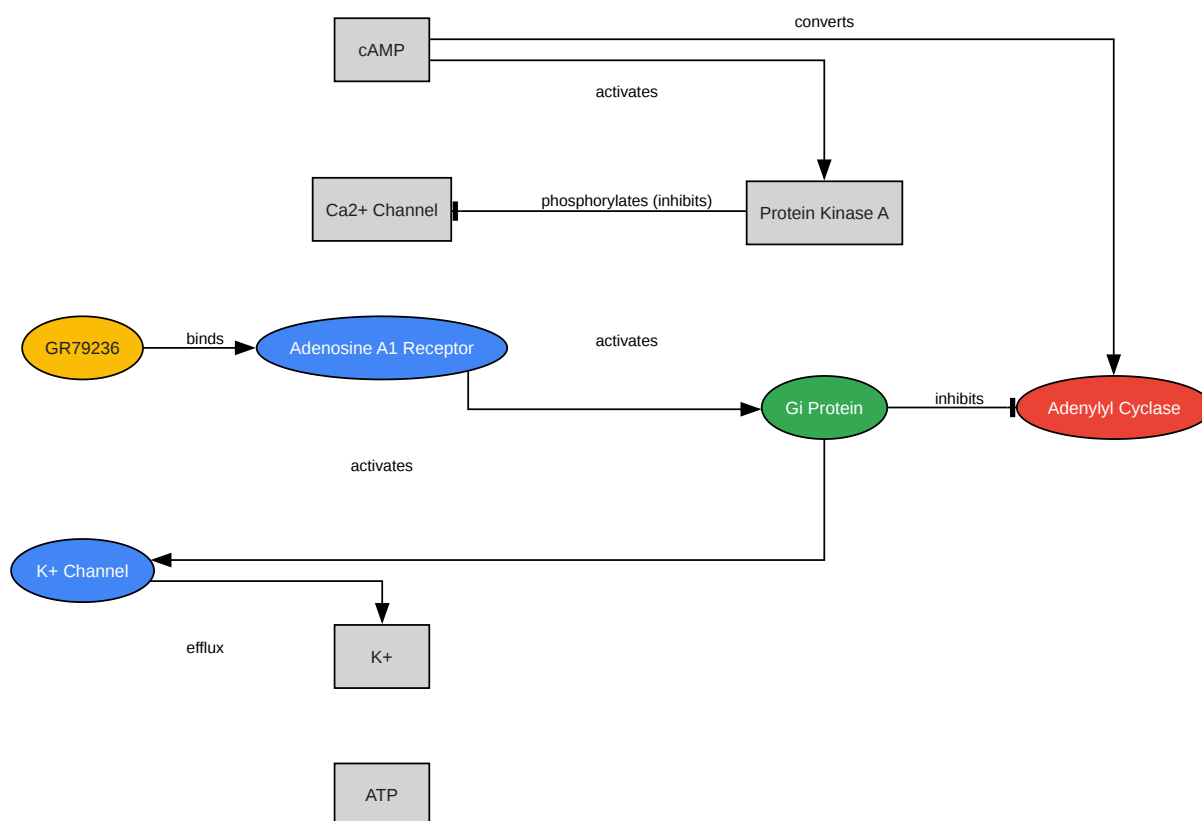 converts
cAMP
activates
Ca2+ Channel
phosphorylates (inhibits)
Protein Kinase A
GR79236
binds
Adenosine A1 Receptor
activates
Gi Protein
inhibits
Adenylyl Cyclase
activates
K+ Channel
efflux
K+
ATP